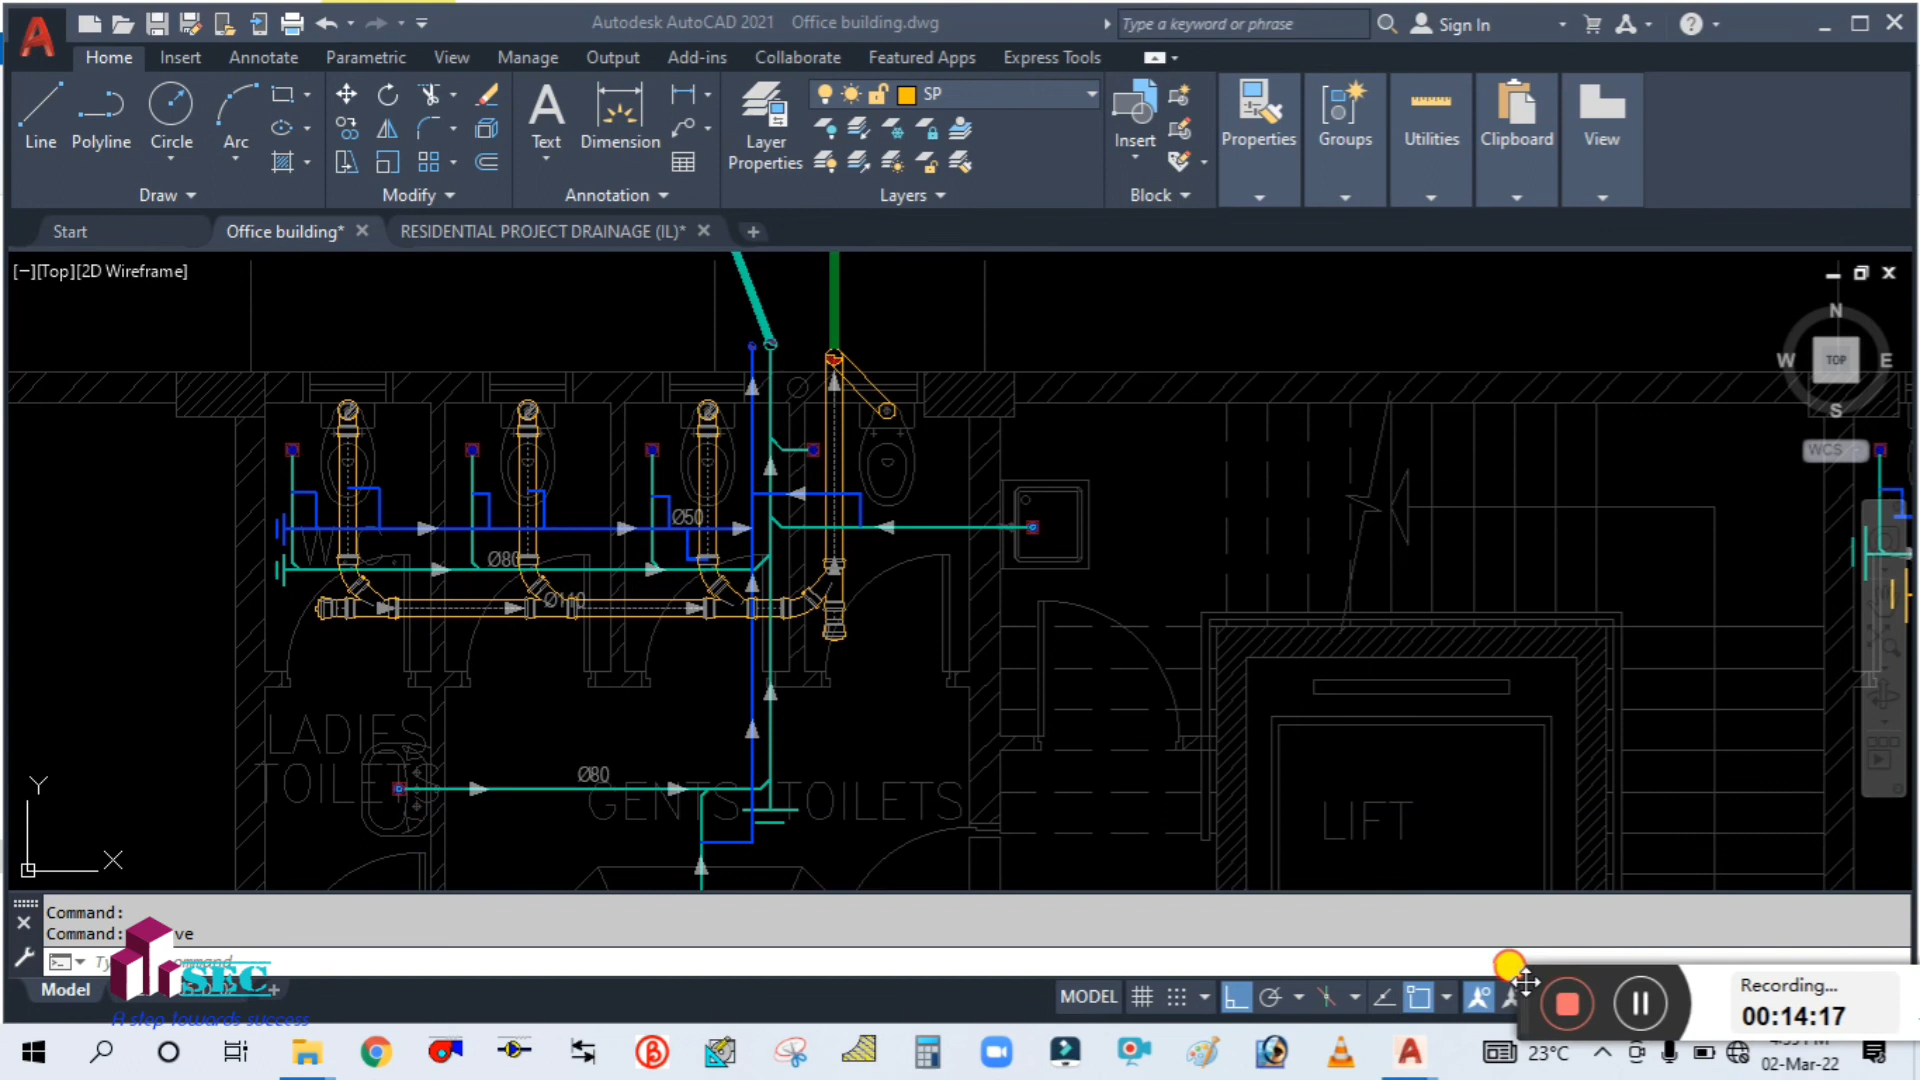 Autodesk AutoCAD 2021 Office building.dwg
Type a keyword or phrase
Sign In
Home Insert Annotate Parametric View Manage Output Add-ins Collaborate Featured Apps Express Tools
SP
Line Polyline Circle Arc
Text Dimension
Layer Properties
Insert
Properties Groups Utilities Clipboard View
Draw Modify Annotation Layers Block
Start Office building* RESIDENTIAL PROJECT DRAINAGE (IL)*
[−][Top][2D Wireframe]
N
W TOP E
S
WCS
Ø50
WC
Ø80
Ø110
LADIES
TOILETS
Ø80
GENTS TOILETS
LIFT
Y
X
Command:
Command: ve
SEC
A step towards success
Model
MODEL
Recording...
00:14:17
23°C
02-Mar-22